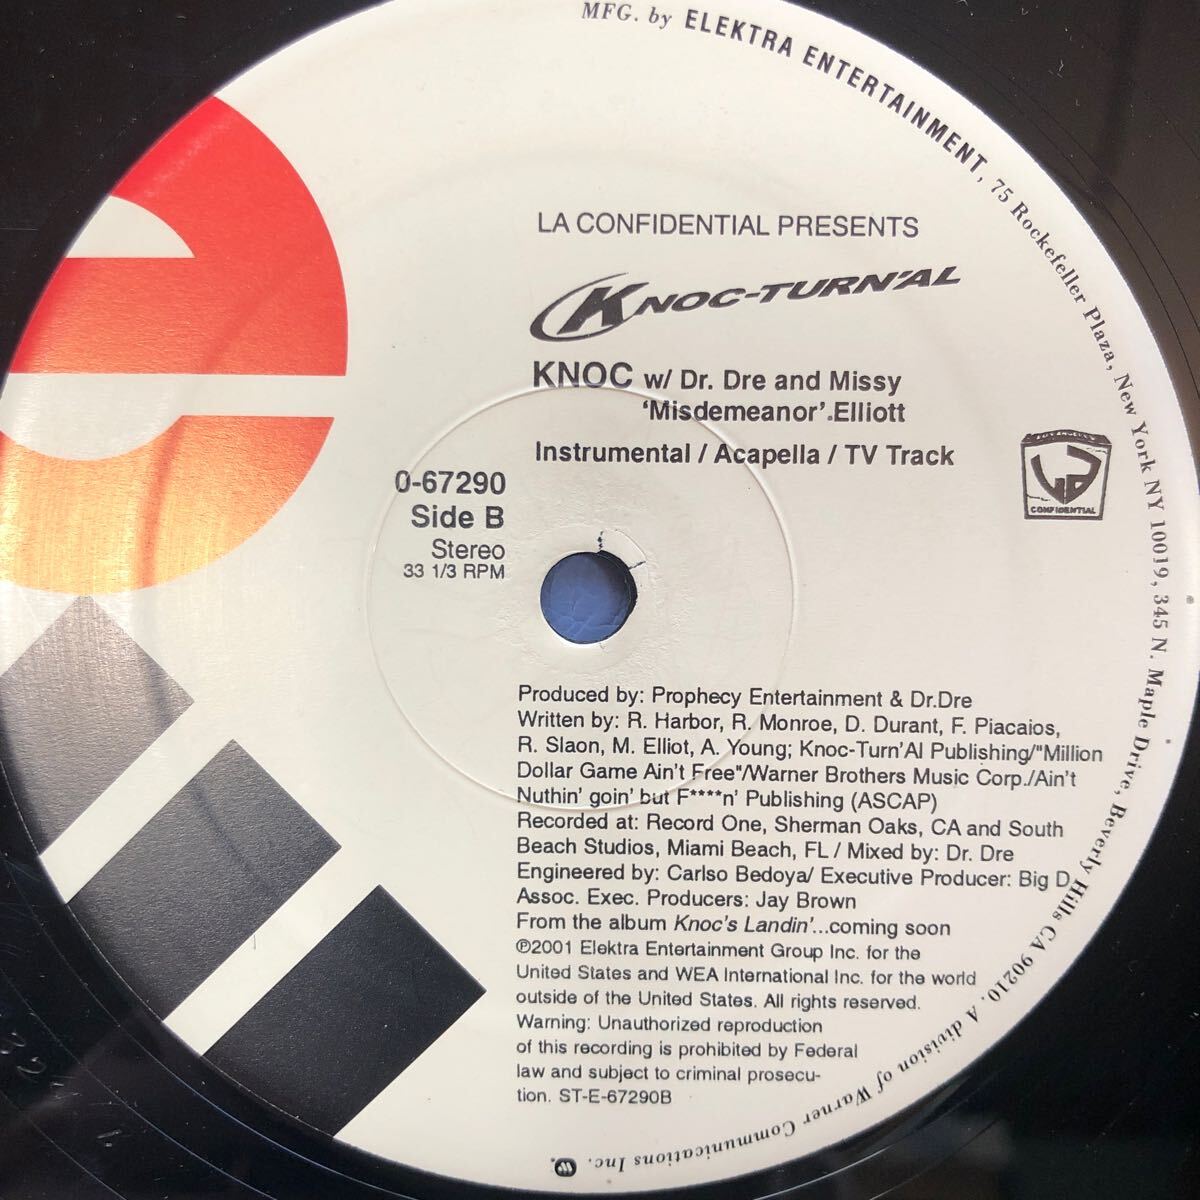 MFG. by ELEKTRA ENTERTAINMENT, 75 Rockefeller Plaza, New York NY 10019, 345 N. Maple Drive, Beverly Hills CA 90210. A division of Warner Communications Inc.
LA CONFIDENTIAL PRESENTS
KNOC-TURN'AL
KNOC w/ Dr. Dre and Missy
'Misdemeanor'.Elliott
Instrumental / Acapella / TV Track
LOS ANGELES
LA
CONFIDENTIAL
0-67290
Side B
Stereo
33 1/3 RPM
Produced by: Prophecy Entertainment & Dr.Dre
Written by: R. Harbor, R. Monroe, D. Durant, F. Piacaios,
R. Slaon, M. Elliot, A. Young; Knoc-Turn'Al Publishing/"Million
Dollar Game Ain't Free"/Warner Brothers Music Corp./Ain't
Nuthin' goin' but F****n' Publishing (ASCAP)
Recorded at: Record One, Sherman Oaks, CA and South
Beach Studios, Miami Beach, FL / Mixed by: Dr. Dre
Engineered by: Carlso Bedoya/ Executive Producer: Big D
Assoc. Exec. Producers: Jay Brown
From the album Knoc's Landin'...coming soon
℗2001 Elektra Entertainment Group Inc. for the
United States and WEA International Inc. for the world
outside of the United States. All rights reserved.
Warning: Unauthorized reproduction
of this recording is prohibited by Federal
law and subject to criminal prosecu-
tion. ST-E-67290B